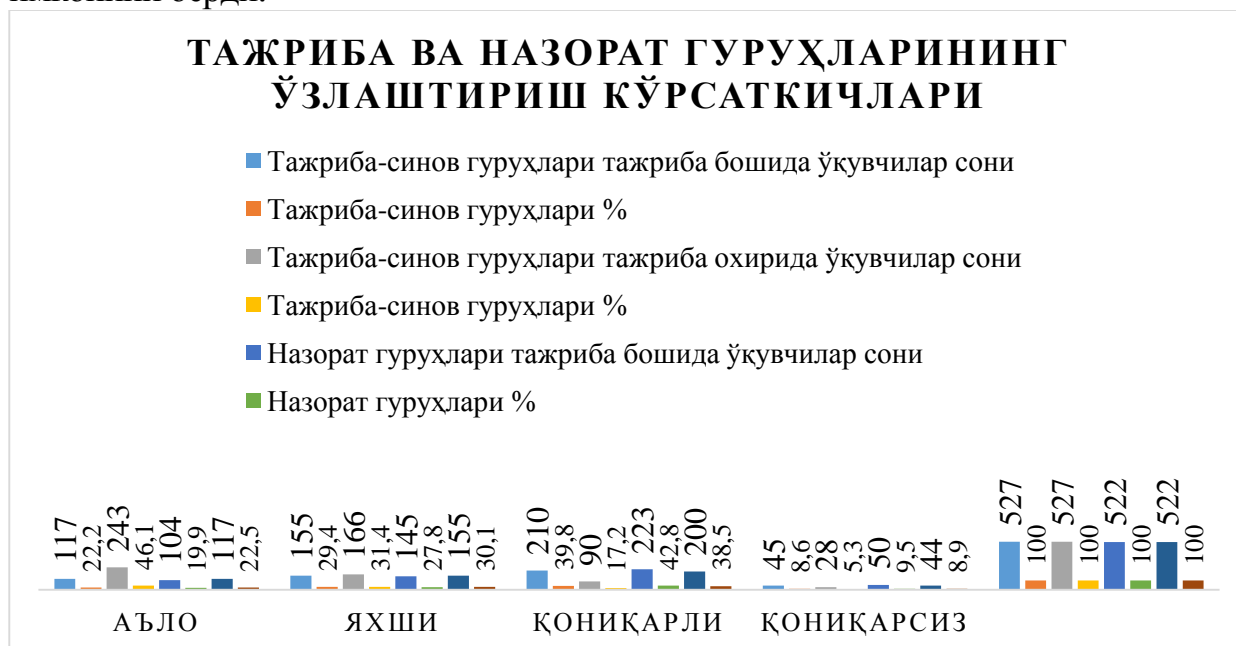 имконини берди.
ТАЖРИБА ВА НАЗОРАТ ГУРУҲЛАРИНИНГ
ЎЗЛАШТИРИШ КЎРСАТКИЧЛАРИ
Тажриба-синов гуруҳлари тажриба бошида ўқувчилар сони
Тажриба-синов гуруҳлари %
Тажриба-синов гуруҳлари тажриба охирида ўқувчилар сони
Тажриба-синов гуруҳлари %
Назорат гуруҳлари тажриба бошида ўқувчилар сони
Назорат гуруҳлари %
117 22,2 243 46,1 104 19,9 117 22,5
155 29,4 166 31,4 145 27,8 155 30,1
210 39,8 90 17,2 223 42,8 200 38,5
45 8,6 28 5,3 50 9,5 44 8,9
527 100 527 100 522 100 522 100
АЪЛО ЯХШИ ҚОНИҚАРЛИ ҚОНИҚАРСИЗ